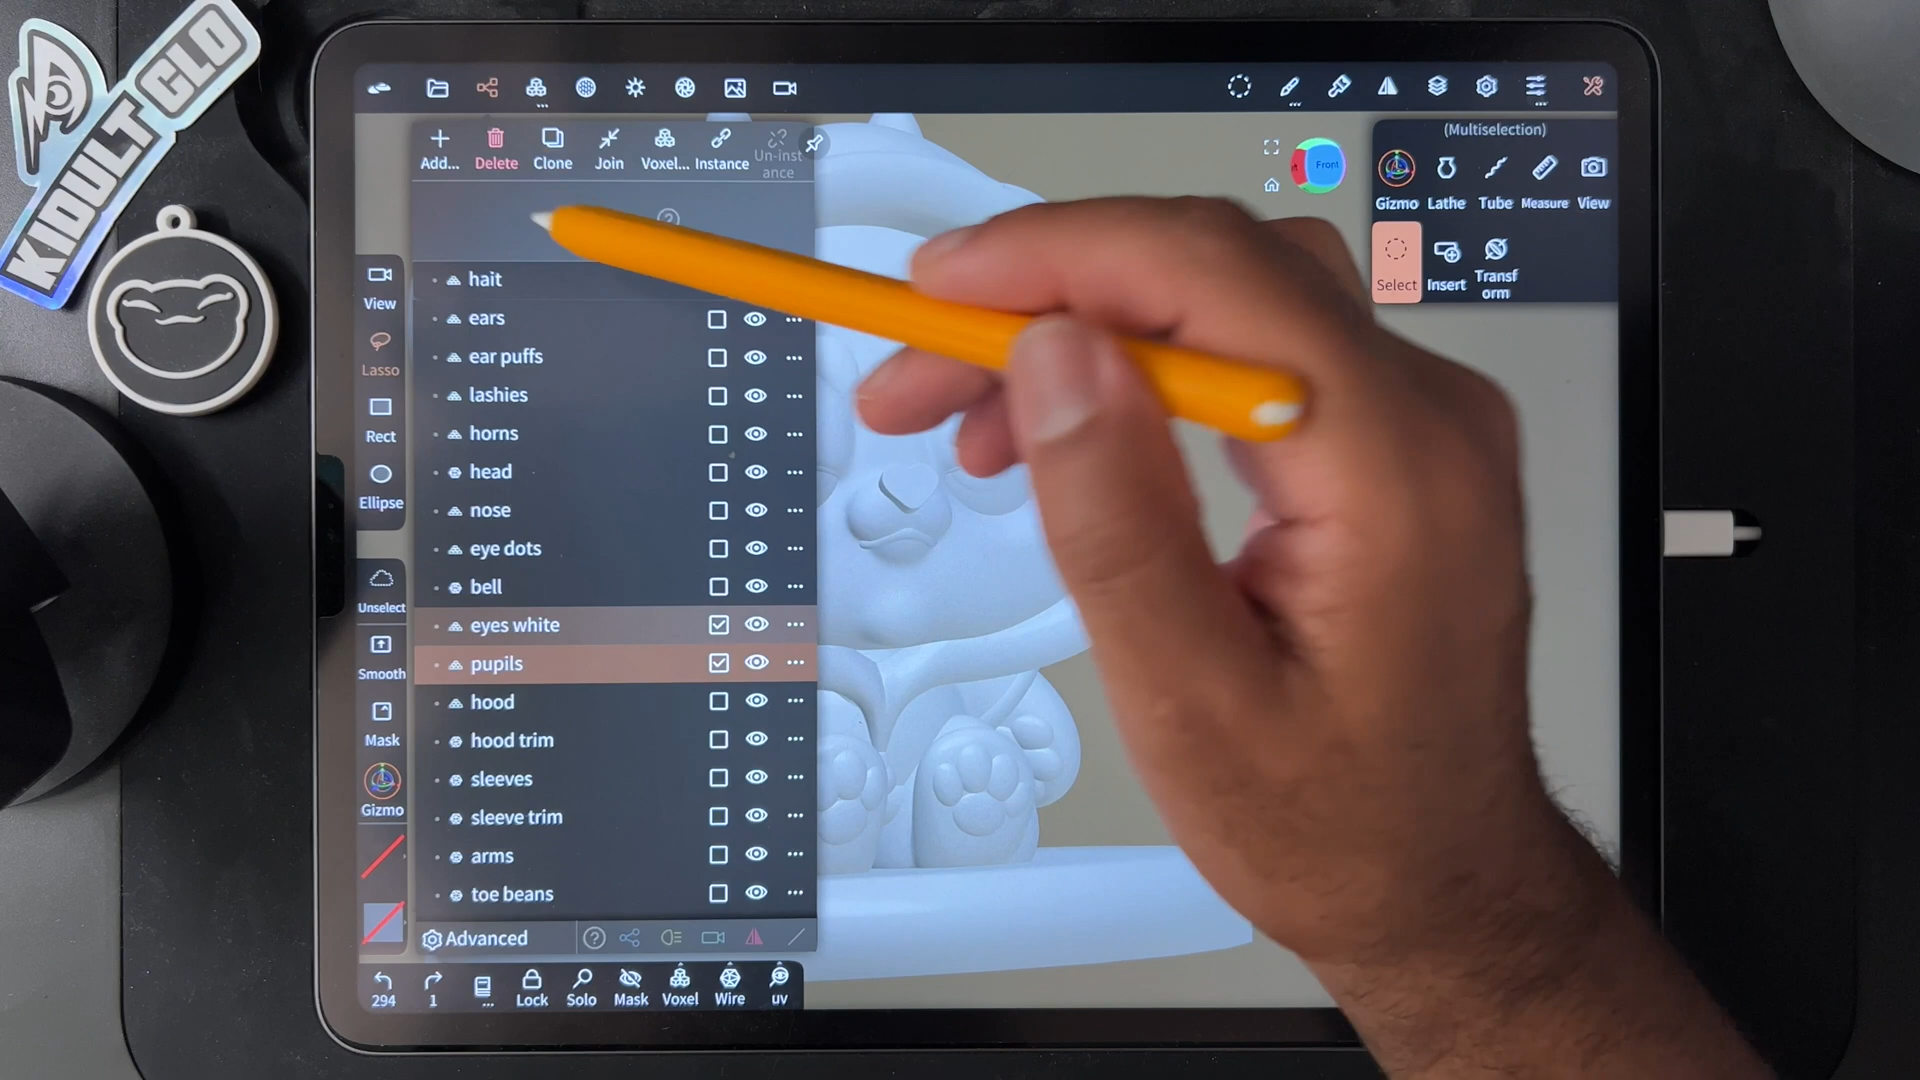 KIDULT CLO
Add...
Delete
Clone
Join
Voxel...
Instance
Un-inst
ance
hait
ears
ear puffs
lashies
horns
head
nose
eye dots
bell
eyes white
pupils
hood
hood trim
sleeves
sleeve trim
arms
toe beans
Advanced
View
Lasso
Rect
Ellipse
Unselect
Smooth
Mask
Gizmo
294
1
Lock
Solo
Mask
Voxel
Wire
uv
Front
(Multiselection)
Gizmo
Lathe
Tube
Measure
View
Select
Insert
Transf
orm